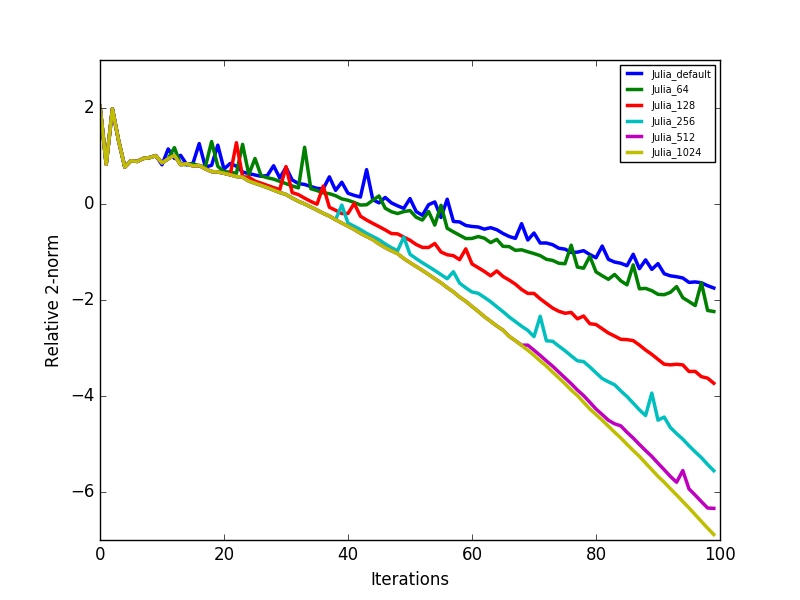 2
0
−2
−4
−6
0 20 40 60 80 100
Iterations
Relative 2-norm
Julia_default
Julia_64
Julia_128
Julia_256
Julia_512
Julia_1024